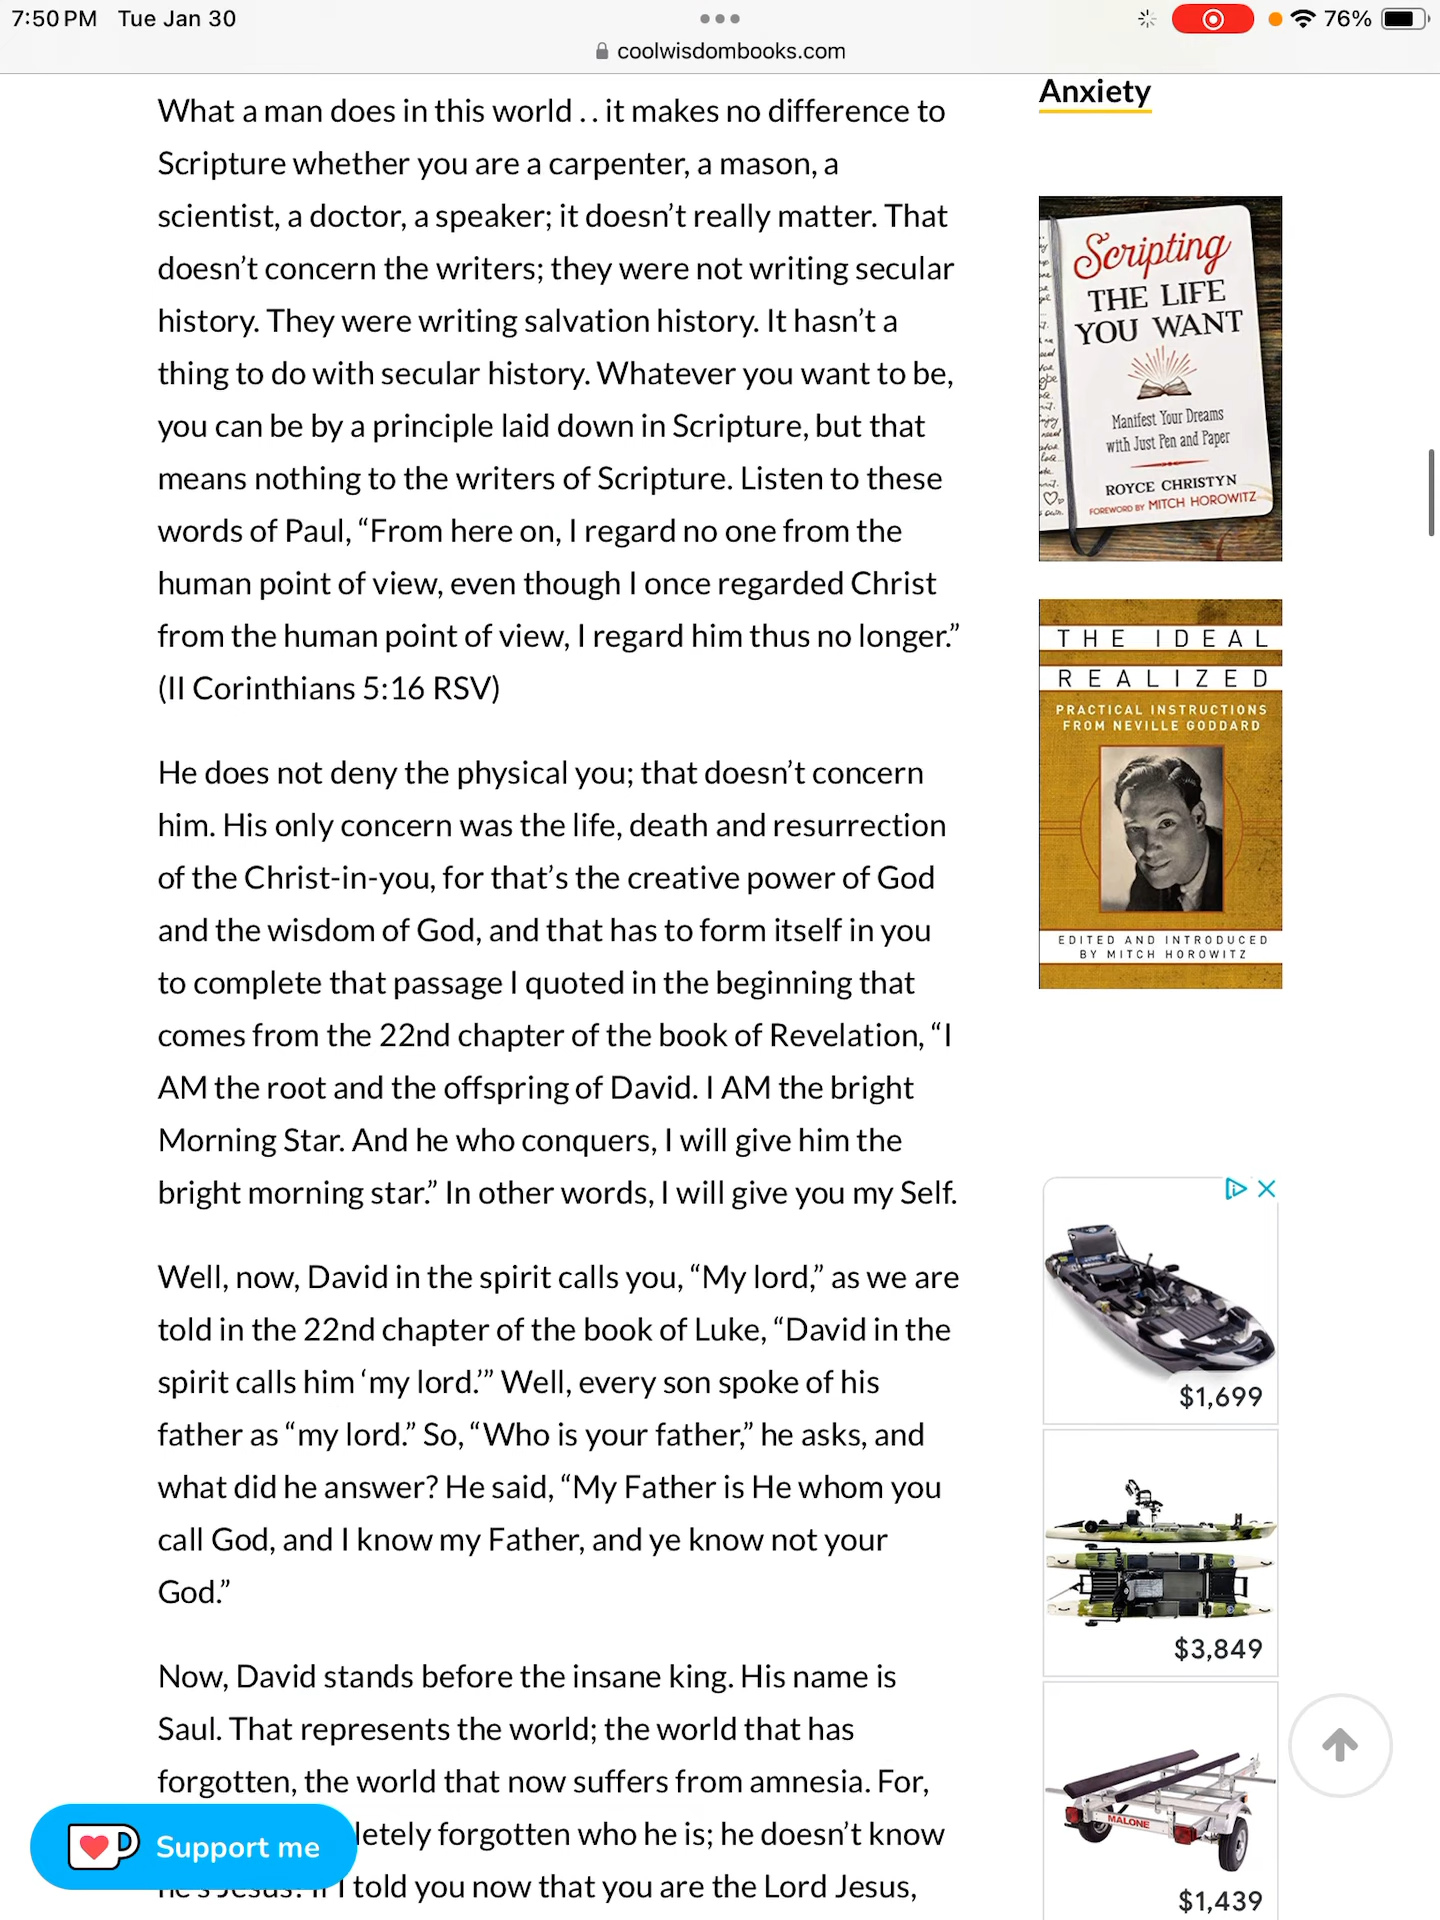 7:50 PM Tue Jan 30
76%
coolwisdombooks.com
What a man does in this world . . it makes no difference to
Scripture whether you are a carpenter, a mason, a
scientist, a doctor, a speaker; it doesn’t really matter. That
doesn’t concern the writers; they were not writing secular
history. They were writing salvation history. It hasn’t a
thing to do with secular history. Whatever you want to be,
you can be by a principle laid down in Scripture, but that
means nothing to the writers of Scripture. Listen to these
words of Paul, “From here on, I regard no one from the
human point of view, even though I once regarded Christ
from the human point of view, I regard him thus no longer.”
(II Corinthians 5:16 RSV)
He does not deny the physical you; that doesn’t concern
him. His only concern was the life, death and resurrection
of the Christ-in-you, for that’s the creative power of God
and the wisdom of God, and that has to form itself in you
to complete that passage I quoted in the beginning that
comes from the 22nd chapter of the book of Revelation, “I
AM the root and the offspring of David. I AM the bright
Morning Star. And he who conquers, I will give him the
bright morning star.” In other words, I will give you my Self.
Well, now, David in the spirit calls you, “My lord,” as we are
told in the 22nd chapter of the book of Luke, “David in the
spirit calls him ‘my lord.’” Well, every son spoke of his
father as “my lord.” So, “Who is your father,” he asks, and
what did he answer? He said, “My Father is He whom you
call God, and I know my Father, and ye know not your
God.”
Now, David stands before the insane king. His name is
Saul. That represents the world; the world that has
forgotten, the world that now suffers from amnesia. For,
letely forgotten who he is; he doesn’t know
he’s Jesus! If I told you now that you are the Lord Jesus,
Support me
Anxiety
Scripting
THE LIFE
YOU WANT
Manifest Your Dreams
with Just Pen and Paper
ROYCE CHRISTYN
FOREWORD BY MITCH HOROWITZ
THE IDEAL
REALIZED
PRACTICAL INSTRUCTIONS
FROM NEVILLE GODDARD
EDITED AND INTRODUCED
BY MITCH HOROWITZ
$1,699
$3,849
MALONE
$1,439